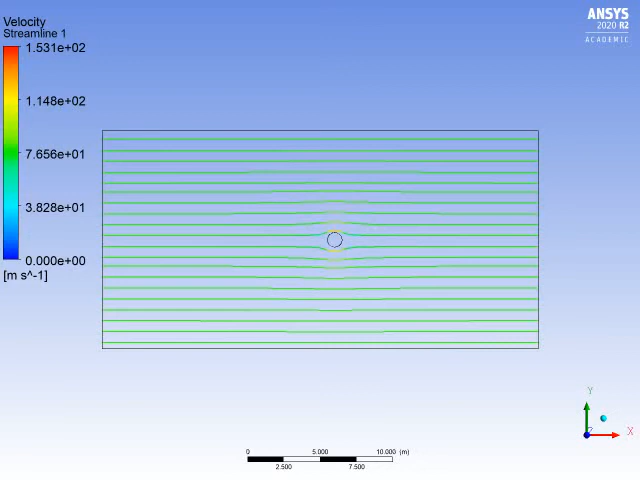 Velocity
Streamline 1
1.531e+02
1.148e+02
7.656e+01
3.828e+01
0.000e+00
[m s^-1]
ANSYS
2020 R2
ACADEMIC
Y
Z
X
0 5.000 10.000 (m)
2.500 7.500